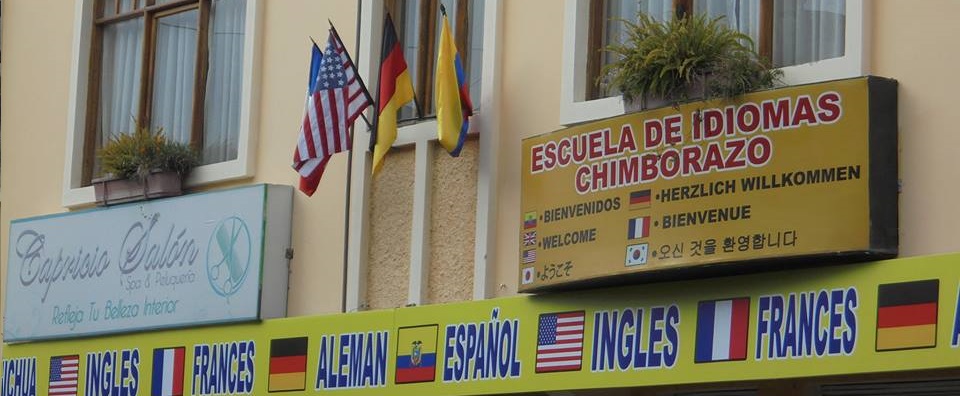 Capricio Salón
Spa & Peluquería
Refleja Tu Belleza Interior
ESCUELA DE IDIOMAS
CHIMBORAZO
•BIENVENIDOS
•WELCOME
•ようこそ
•HERZLICH WILLKOMMEN
•BIENVENUE
•오신 것을 환영합니다
ICHUA INGLES FRANCES ALEMAN ESPAÑOL INGLES FRANCES A